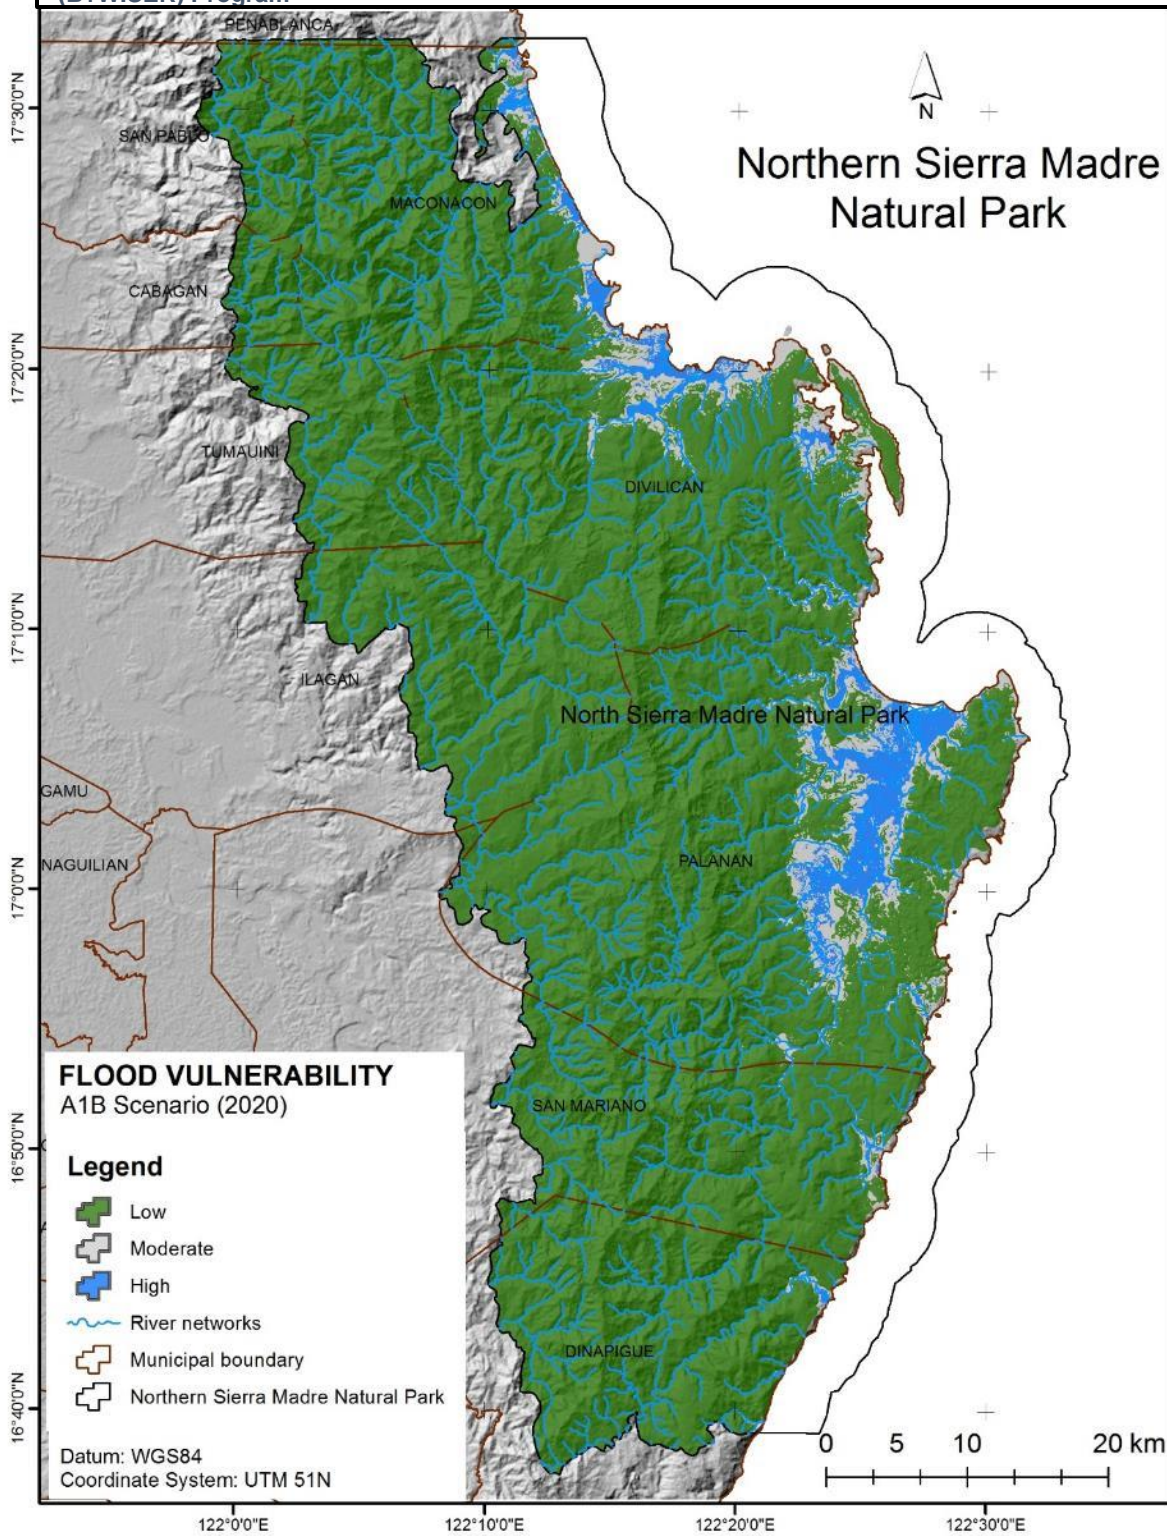 PENABLANCA
17°30'0"N
N
SAN PABLO
Northern Sierra Madre
Natural Park
MACONACON
CABAGAN
17°20'0"N
TUMAUINI
DIVILICAN
17°10'0"N
ILAGAN
North Sierra Madre Natural Park
GAMU
NAGUILIAN
PALANAN
17°0'0"N
FLOOD VULNERABILITY
A1B Scenario (2020)
SAN MARIANO
16°50'0"N
Legend
Low
Moderate
High
River networks
Municipal boundary
Northern Sierra Madre Natural Park
DINAPIGUE
16°40'0"N
Datum: WGS84
Coordinate System: UTM 51N
0 5 10 20 km
122°0'0"E 122°10'0"E 122°20'0"E 122°30'0"E